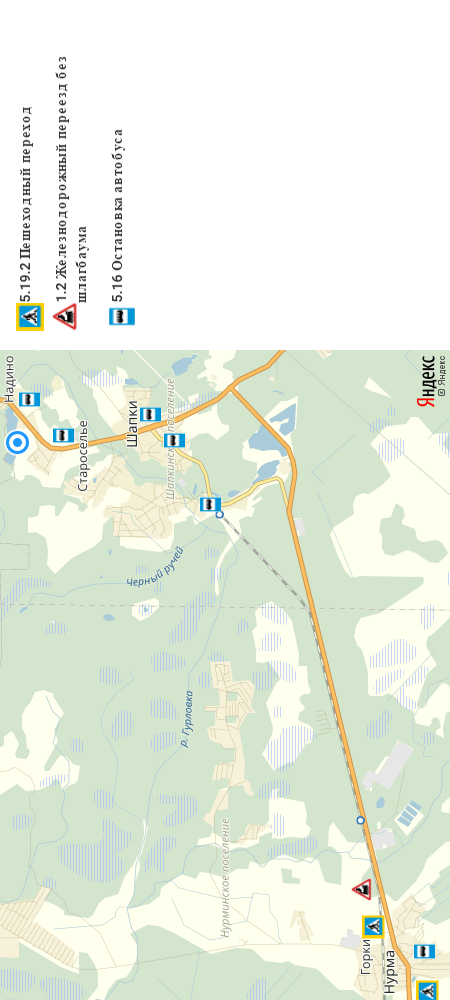 5.19.2 Пешеходный переход
1.2 Железнодорожный переезд без
шлагбаума
5.16 Остановка автобуса
Надино
Староселье
Шапки
Шапкинское поселение
Черный ручей
р. Гурловка
Нурминское поселение
Горки
Нурма
Яндекс
© Яндекс